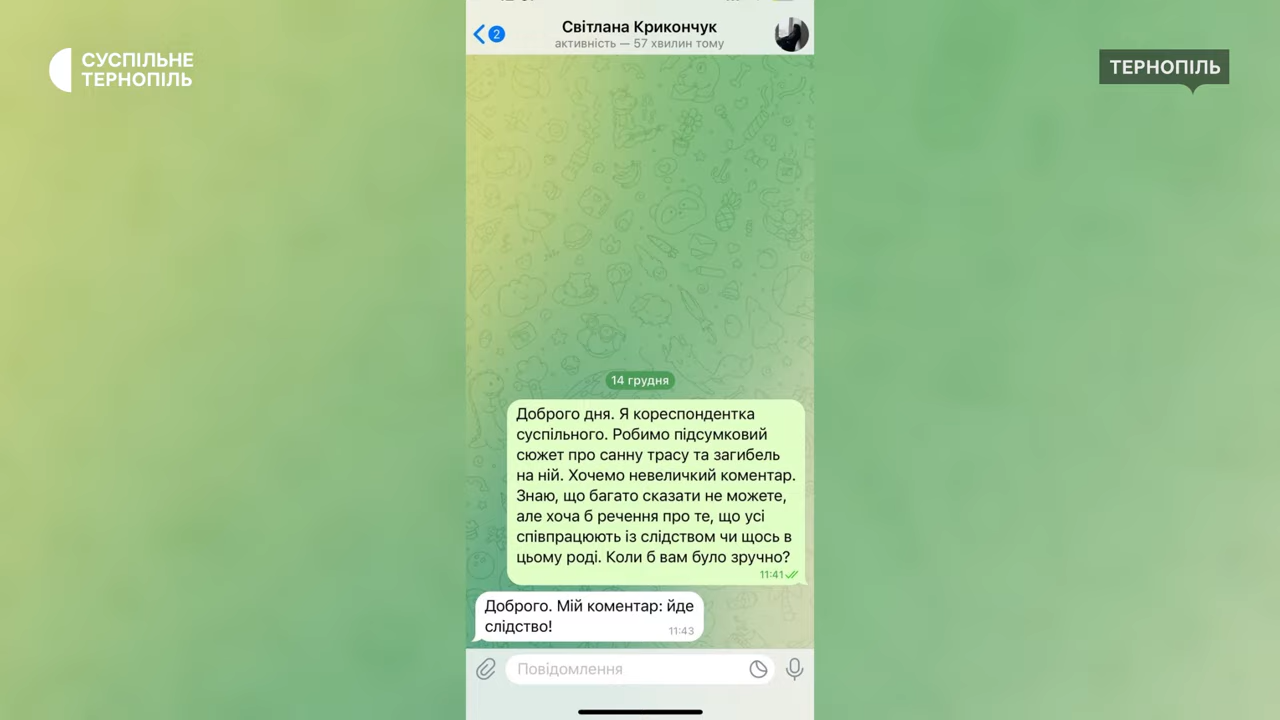 СУСПІЛЬНЕ
ТЕРНОПІЛЬ
ТЕРНОПІЛЬ
2
Світлана Крикончук
активність — 57 хвилин тому
14 грудня
Доброго дня. Я кореспондентка
суспільного. Робимо підсумковий
сюжет про санну трасу та загибель
на ній. Хочемо невеличкий коментар.
Знаю, що багато сказати не можете,
але хоча б речення про те, що усі
співпрацюють із слідством чи щось в
цьому роді. Коли б вам було зручно?
11:41
Доброго. Мій коментар: йде
слідство!
11:43
Повідомлення